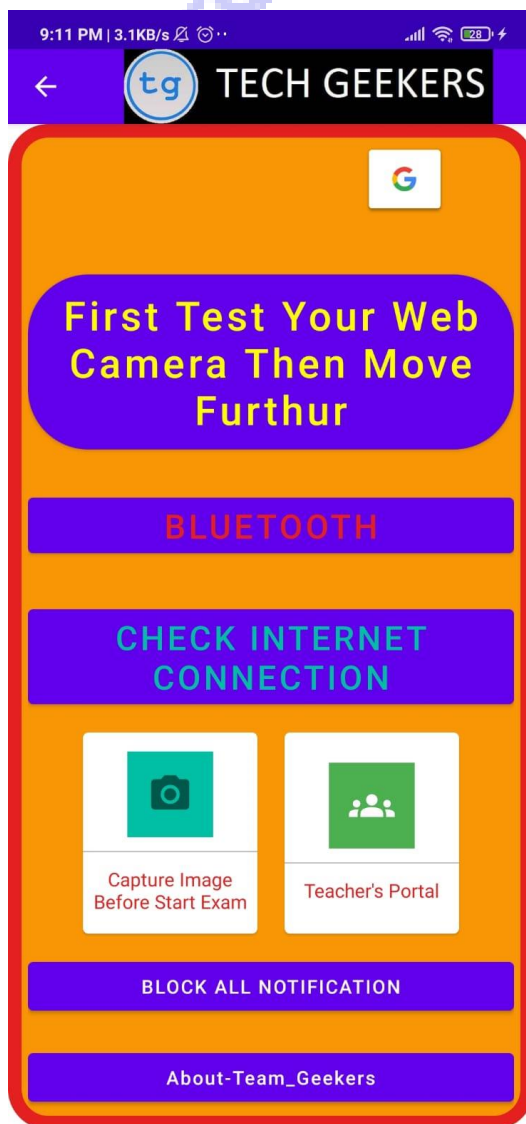 9:11 PM | 3.1KB/s
28
tg TECH GEEKERS
G
First Test Your Web
Camera Then Move
Furthur
BLUETOOTH
CHECK INTERNET
CONNECTION
Capture Image
Before Start Exam
Teacher's Portal
BLOCK ALL NOTIFICATION
About-Team_Geekers